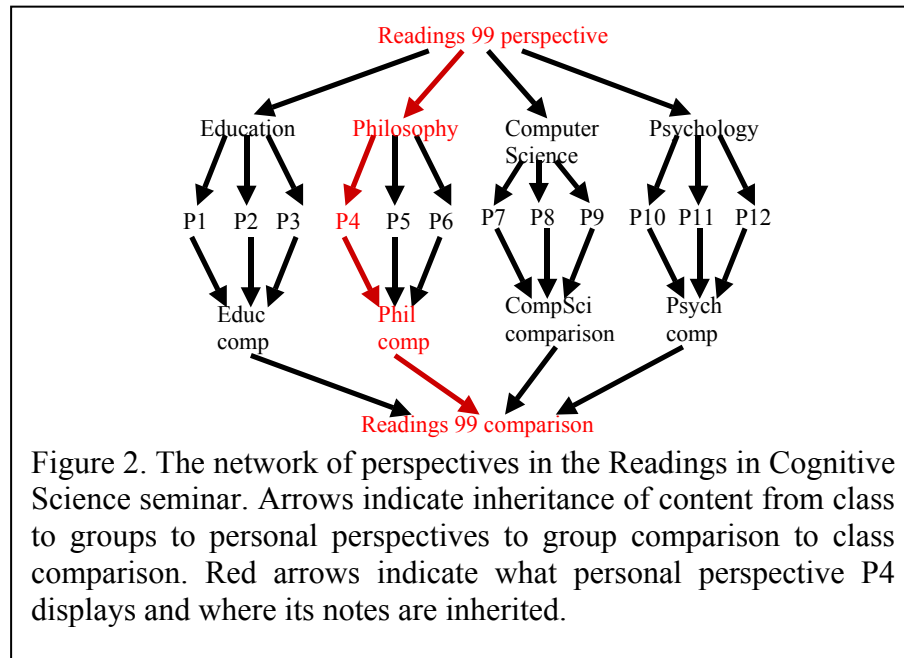 Readings 99 perspective
Education Philosophy Computer Psychology
Science
P1 P2 P3 P4 P5 P6 P7 P8 P9 P10 P11 P12
Educ Phil CompSci Psych
comp comp comparison comp
Readings 99 comparison
Figure 2. The network of perspectives in the Readings in Cognitive
Science seminar. Arrows indicate inheritance of content from class
to groups to personal perspectives to group comparison to class
comparison. Red arrows indicate what personal perspective P4
displays and where its notes are inherited.